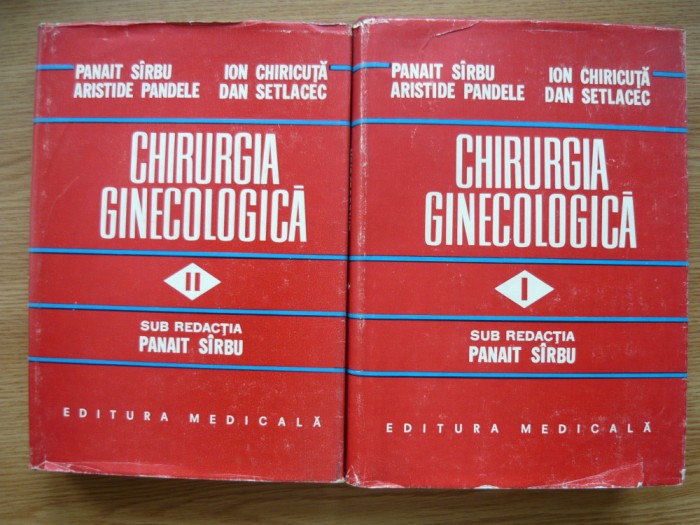 PANAIT SÎRBU ION CHIRICUȚĂ
ARISTIDE PANDELE DAN SETLACEC
CHIRURGIA
GINECOLOGICĂ
II
SUB REDACȚIA
PANAIT SÎRBU
EDITURA MEDICALĂ
PANAIT SÎRBU ION CHIRICUȚĂ
ARISTIDE PANDELE DAN SETLACEC
CHIRURGIA
GINECOLOGICĂ
I
SUB REDACȚIA
PANAIT SÎRBU
EDITURA MEDICALĂ